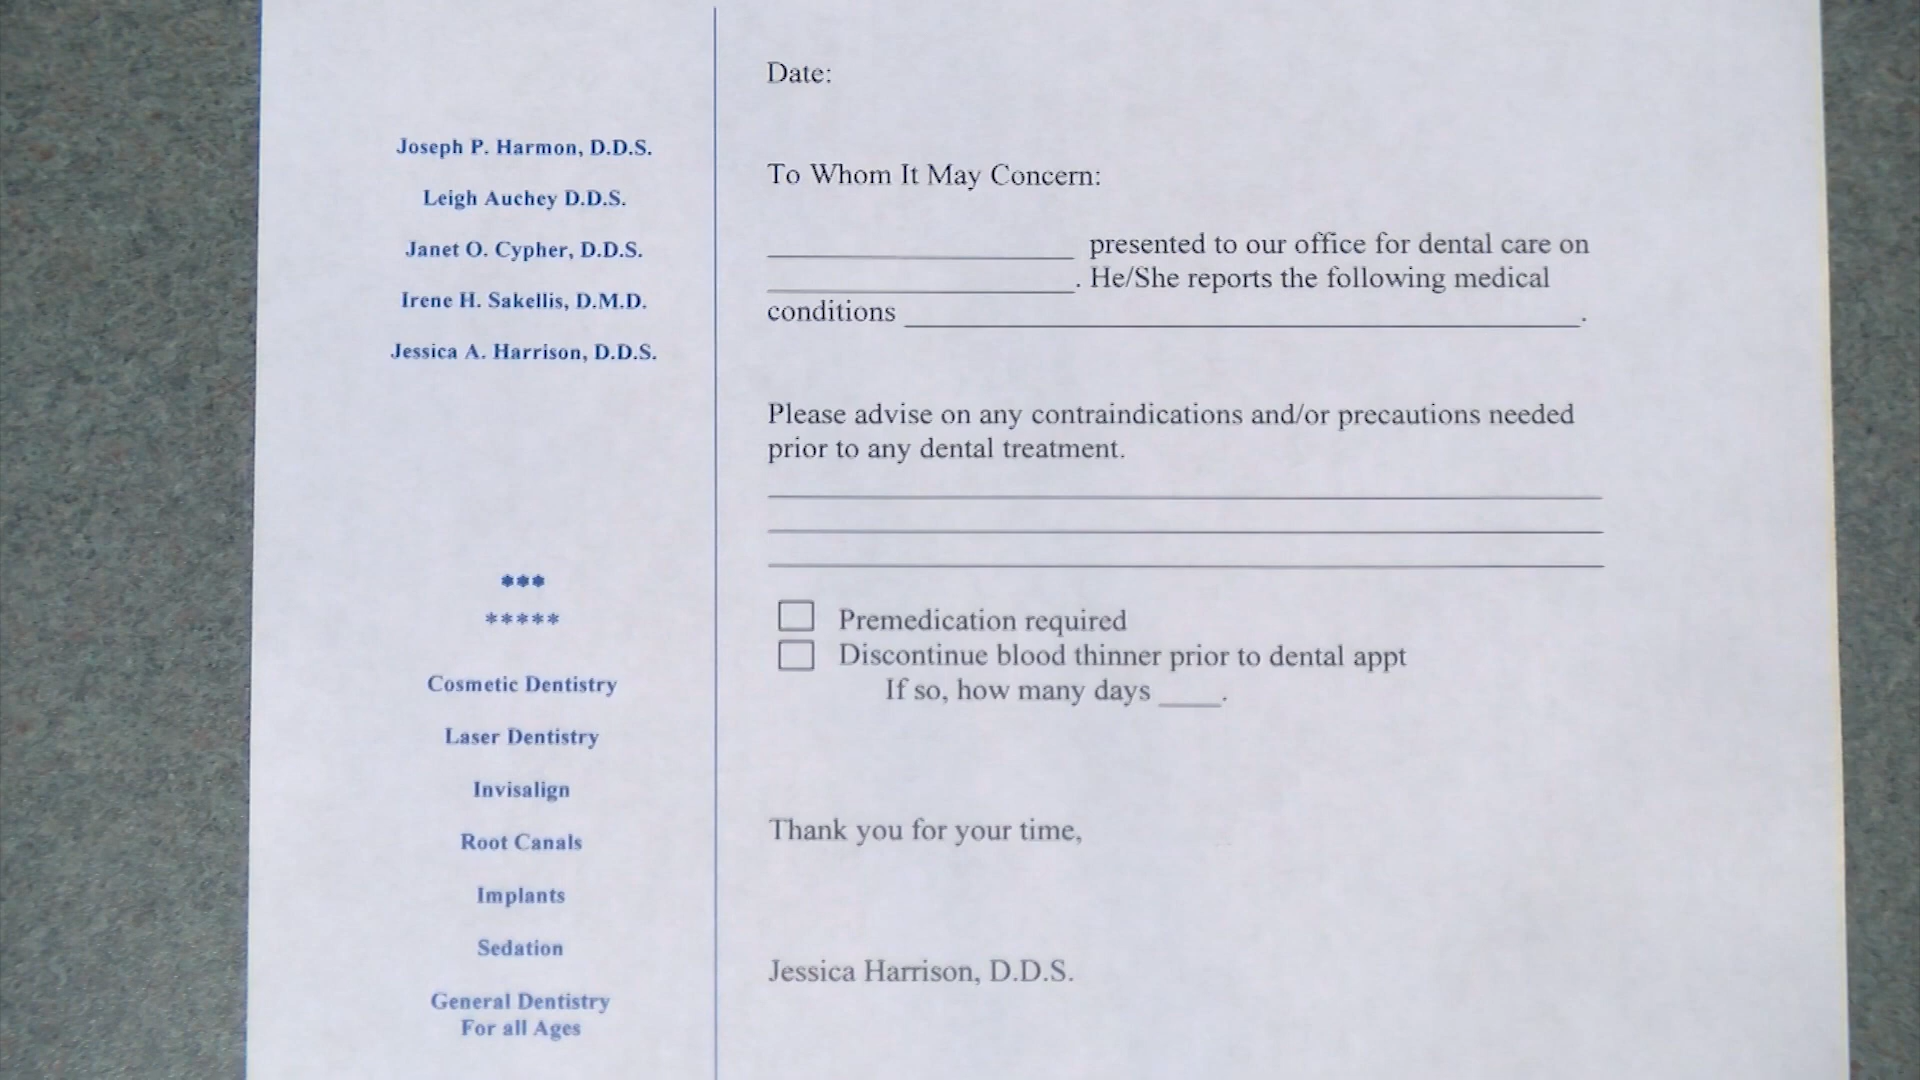 Joseph P. Harmon, D.D.S.
Leigh Auchey D.D.S.
Janet O. Cypher, D.D.S.
Irene H. Sakellis, D.M.D.
Jessica A. Harrison, D.D.S.
***
*****
Cosmetic Dentistry
Laser Dentistry
Invisalign
Root Canals
Implants
Sedation
General Dentistry
For all Ages
Date:
To Whom It May Concern:
____________________ presented to our office for dental care on
____________________. He/She reports the following medical
conditions ____________________________________________.
Please advise on any contraindications and/or precautions needed
prior to any dental treatment.
Premedication required
Discontinue blood thinner prior to dental appt
If so, how many days ____.
Thank you for your time,
Jessica Harrison, D.D.S.